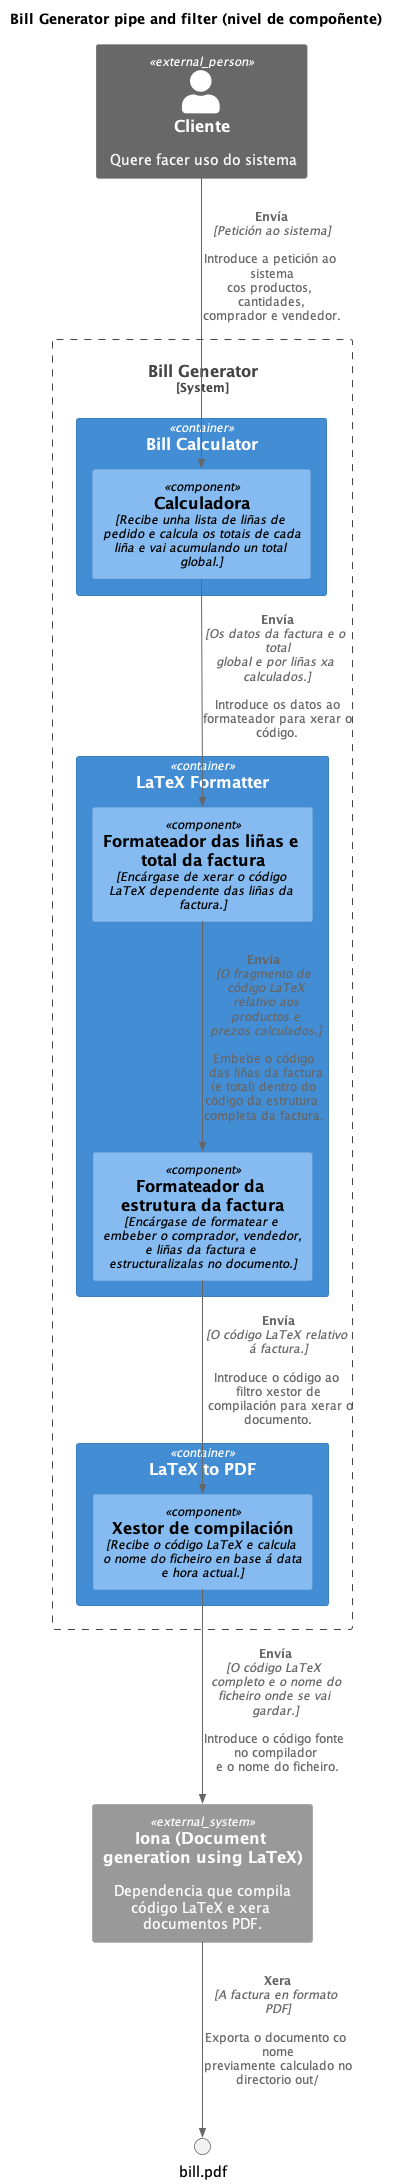 Bill Generator pipe and filter (nivel de compoñente)
«external_person»
Cliente
Quere facer uso do sistema
Envía
[Petición ao sistema]
Introduce a petición ao
sistema
cos productos,
cantidades,
comprador e vendedor.
Bill Generator
[System]
«container»
Bill Calculator
«component»
Calculadora
[Recibe unha lista de liñas de
pedido e calcula os totais de cada
liña e vai acumulando un total
global.]
Envía
[Os datos da factura e o
total
global e por liñas xa
calculados.]
Introduce os datos ao
formateador para xerar o
código.
«container»
LaTeX Formatter
«component»
Formateador das liñas e
total da factura
[Encárgase de xerar o código
LaTeX dependente das liñas da
factura.]
Envía
[O fragmento de
código LaTeX
relativo aos
productos e
prezos calculados.]
Embebe o código
das liñas da factura
(e total) dentro do
código da estrutura
completa da factura.
«component»
Formateador da
estrutura da factura
[Encárgase de formatear e
embeber o comprador, vendedor,
e liñas da factura e
estructuralizalas no documento.]
Envía
[O código LaTeX relativo
á factura.]
Introduce o código ao
filtro xestor de
compilación para xerar o
documento.
«container»
LaTeX to PDF
«component»
Xestor de compilación
[Recibe o código LaTeX e calcula
o nome do ficheiro en base á data
e hora actual.]
Envía
[O código LaTeX
completo e o nome do
ficheiro onde se vai
gardar.]
Introduce o código fonte
no compilador
e o nome do ficheiro.
«external_system»
Iona (Document
generation using LaTeX)
Dependencia que compila
código LaTeX e xera
documentos PDF.
Xera
[A factura en formato
PDF]
Exporta o documento co
nome
previamente calculado no
directorio out/
bill.pdf